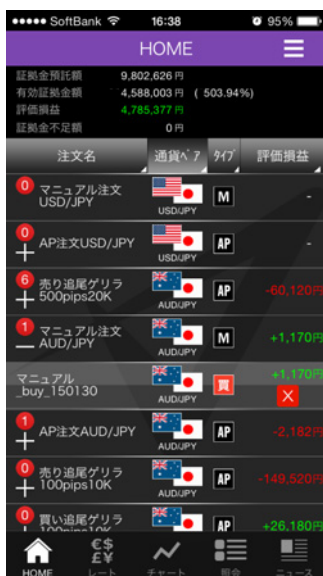 SoftBank 16:38 95%
HOME
証拠金預託額 9,802,626円
有効証拠金額 4,588,003円 ( 503.94%)
評価損益 4,785,377円
証拠金不足額 0円
注文名 通貨ペア タイプ 評価損益
0 マニュアル注文
USD/JPY USD/JPY M -
0 AP注文USD/JPY USD/JPY AP -
6 売り追尾ゲリラ
500pips20K AUD/JPY AP -60,120円
1 マニュアル注文
AUD/JPY AUD/JPY M +1,170円
マニュアル
_buy_150130 AUD/JPY 買 +1,170円
X
1 AP注文AUD/JPY AUD/JPY AP -2,182円
0 売り追尾ゲリラ
100pips10K AUD/JPY AP -149,520円
0 買い追尾ゲリラ
100pips10K AUD/JPY AP +26,180円
€$
£¥
HOME レート チャート 照会 ニュース